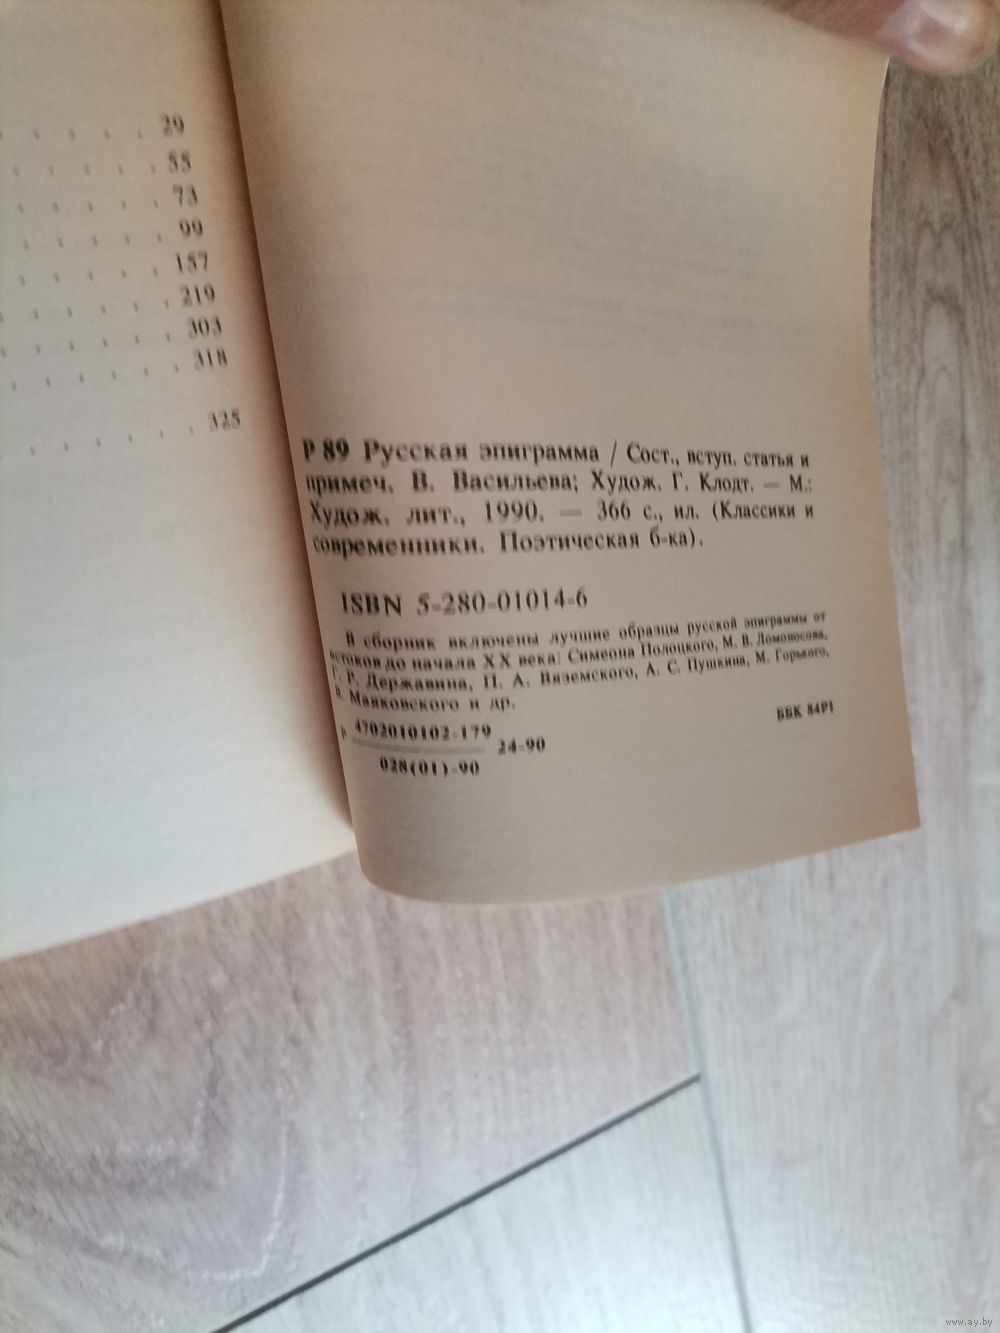 29
55
73
99
157
219
303
318
325
Р 89 Русская эпиграмма / Сост., вступ. статья и
примеч. В. Васильева; Худож. Г. Клодт. — М.:
Худож. лит., 1990. — 366 с., ил. (Классики и
современники. Поэтическая б-ка).
ISBN 5-280-01014-6
В сборник включены лучшие образцы русской эпиграммы от
истоков до начала XX века: Симеона Полоцкого, М. В. Ломоносова,
Г. Р. Державина, П. А. Вяземского, А. С. Пушкина, М. Горького,
В. Маяковского и др.
Р 4702010102-179
028(01)-90
24-90
ББК 84Р1
www.ay.by